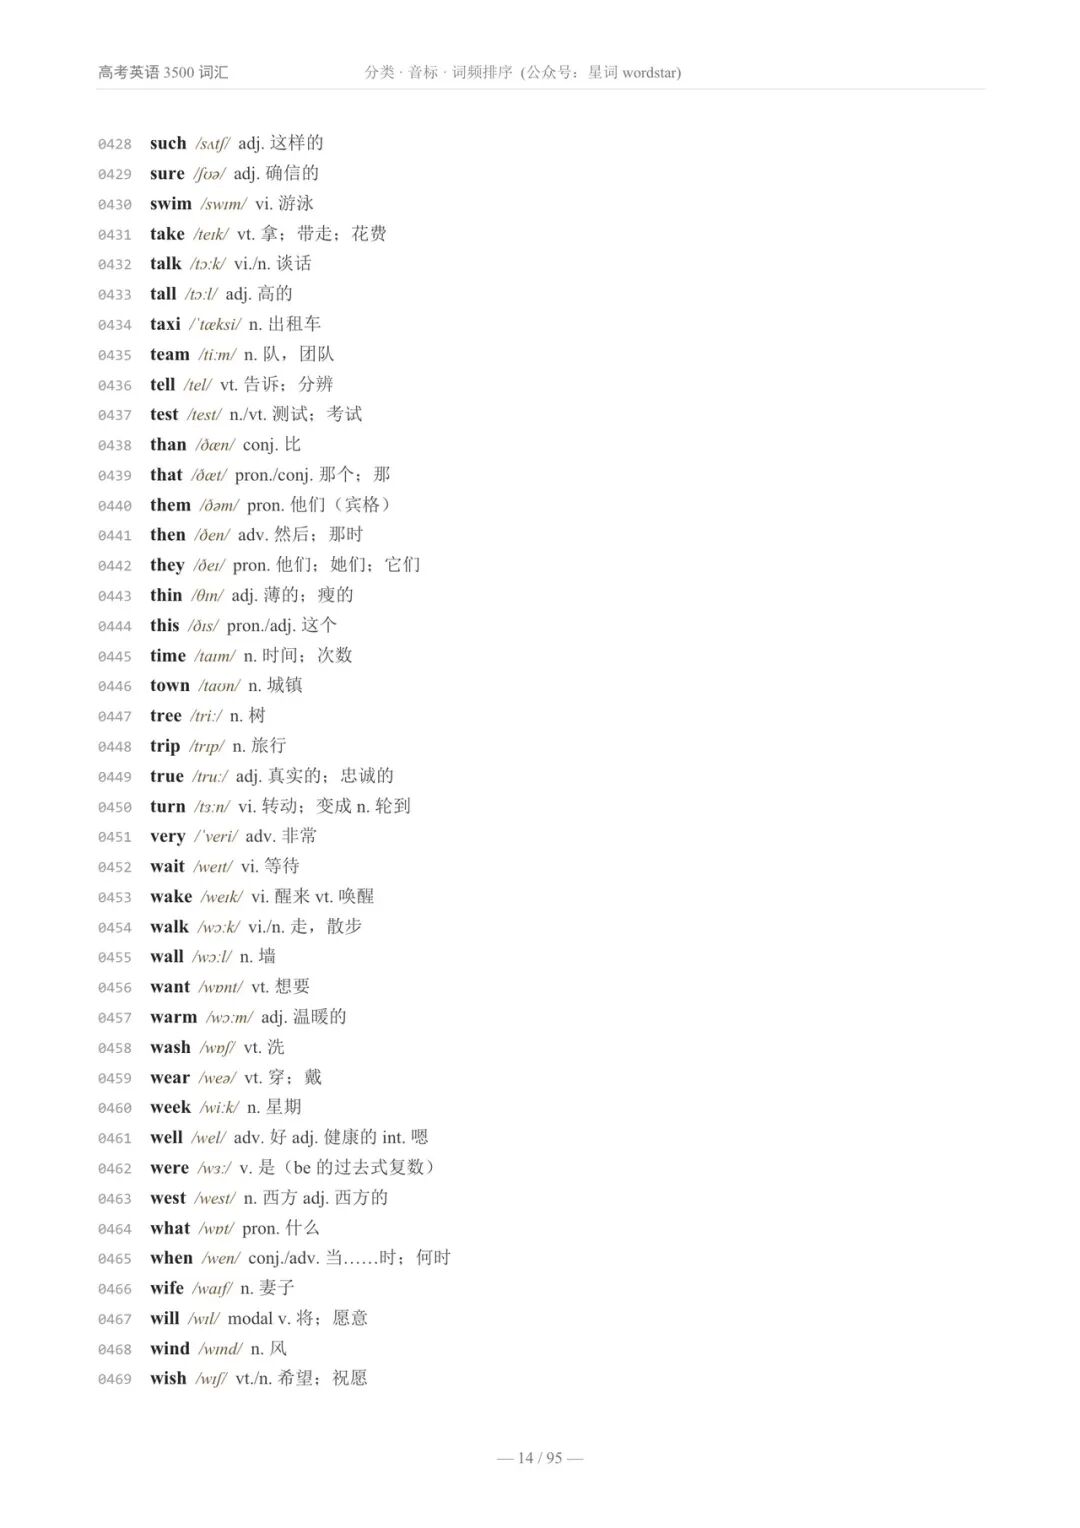 高考英语 3500 词汇 分类 · 音标 · 词频排序 (公众号：星词 wordstar)
0428 such /sʌtʃ/ adj. 这样的
0429 sure /ʃʊə/ adj. 确信的
0430 swim /swɪm/ vi. 游泳
0431 take /teɪk/ vt. 拿；带走；花费
0432 talk /tɔːk/ vi./n. 谈话
0433 tall /tɔːl/ adj. 高的
0434 taxi /ˈtæksi/ n. 出租车
0435 team /tiːm/ n. 队，团队
0436 tell /tel/ vt. 告诉；分辨
0437 test /test/ n./vt. 测试；考试
0438 than /ðæn/ conj. 比
0439 that /ðæt/ pron./conj. 那个；那
0440 them /ðəm/ pron. 他们（宾格）
0441 then /ðen/ adv. 然后；那时
0442 they /ðeɪ/ pron. 他们；她们；它们
0443 thin /θɪn/ adj. 薄的；瘦的
0444 this /ðɪs/ pron./adj. 这个
0445 time /taɪm/ n. 时间；次数
0446 town /taʊn/ n. 城镇
0447 tree /triː/ n. 树
0448 trip /trɪp/ n. 旅行
0449 true /truː/ adj. 真实的；忠诚的
0450 turn /tɜːn/ vi. 转动；变成 n. 轮到
0451 very /ˈveri/ adv. 非常
0452 wait /weɪt/ vi. 等待
0453 wake /weɪk/ vi. 醒来 vt. 唤醒
0454 walk /wɔːk/ vi./n. 走，散步
0455 wall /wɔːl/ n. 墙
0456 want /wɒnt/ vt. 想要
0457 warm /wɔːm/ adj. 温暖的
0458 wash /wɒʃ/ vt. 洗
0459 wear /weə/ vt. 穿；戴
0460 week /wiːk/ n. 星期
0461 well /wel/ adv. 好 adj. 健康的 int. 嗯
0462 were /wɜː/ v. 是（be 的过去式复数）
0463 west /west/ n. 西方 adj. 西方的
0464 what /wɒt/ pron. 什么
0465 when /wen/ conj./adv. 当……时；何时
0466 wife /waɪf/ n. 妻子
0467 will /wɪl/ modal v. 将；愿意
0468 wind /wɪnd/ n. 风
0469 wish /wɪʃ/ vt./n. 希望；祝愿
— 14 / 95 —